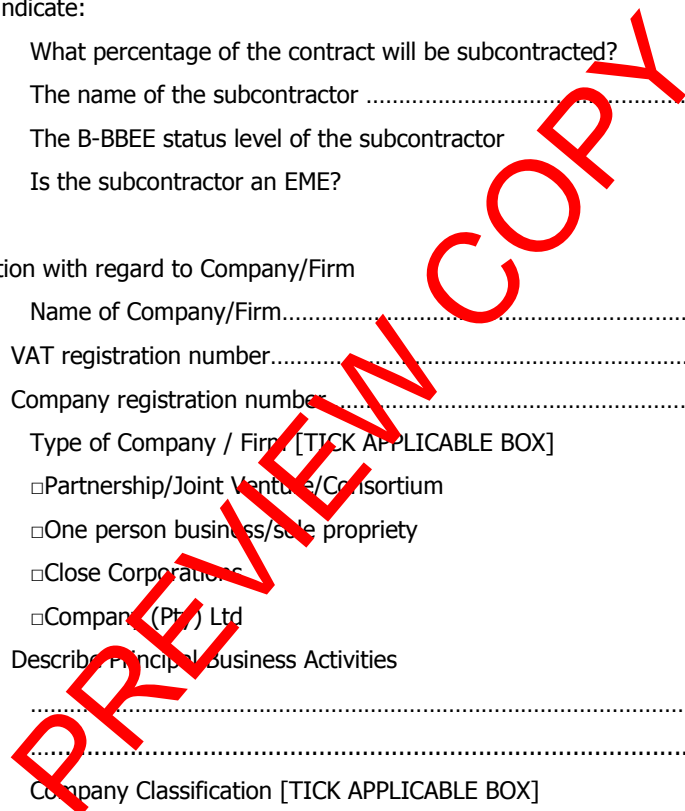 ndicate:
What percentage of the contract will be subcontracted?
The name of the subcontractor ................................................
The B-BBEE status level of the subcontractor
Is the subcontractor an EME?
tion with regard to Company/Firm
Name of Company/Firm.............................................................
VAT registration number................................................................
Company registration number......................................................
Type of Company / Firm [TICK APPLICABLE BOX]
□Partnership/Joint Venture/Consortium
□One person business/sole propriety
□Close Corporations
□Company (Pty) Ltd
Describe Principal Business Activities
....................................................................................................
....................................................................................................
Company Classification [TICK APPLICABLE BOX]
PREVIEW COPY